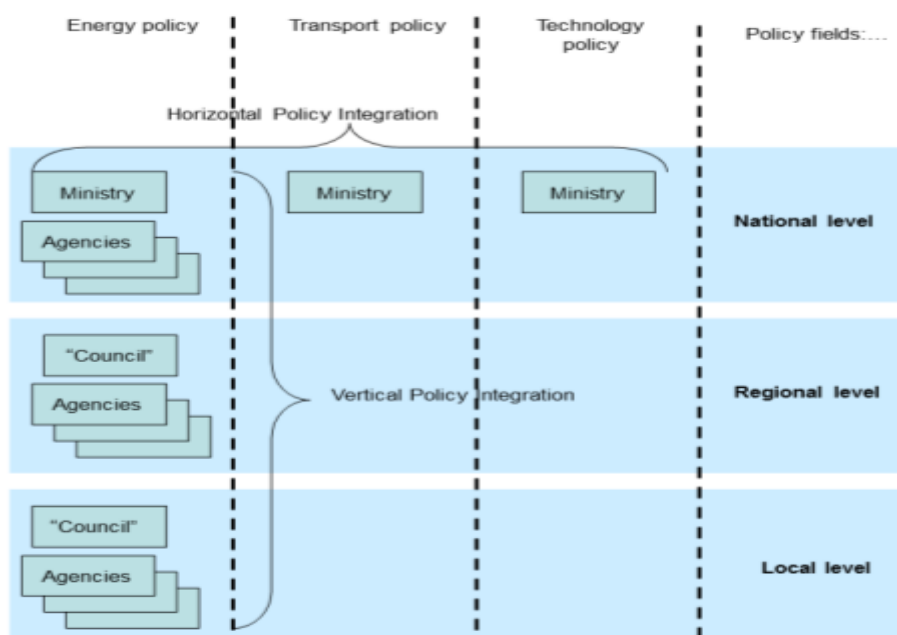 Energy policy
Transport policy
Technology
policy
Policy fields:...
Horizontal Policy Integration
Ministry
Ministry
Ministry
Agencies
National level
"Council"
Agencies
Vertical Policy Integration
Regional level
"Council"
Agencies
Local level